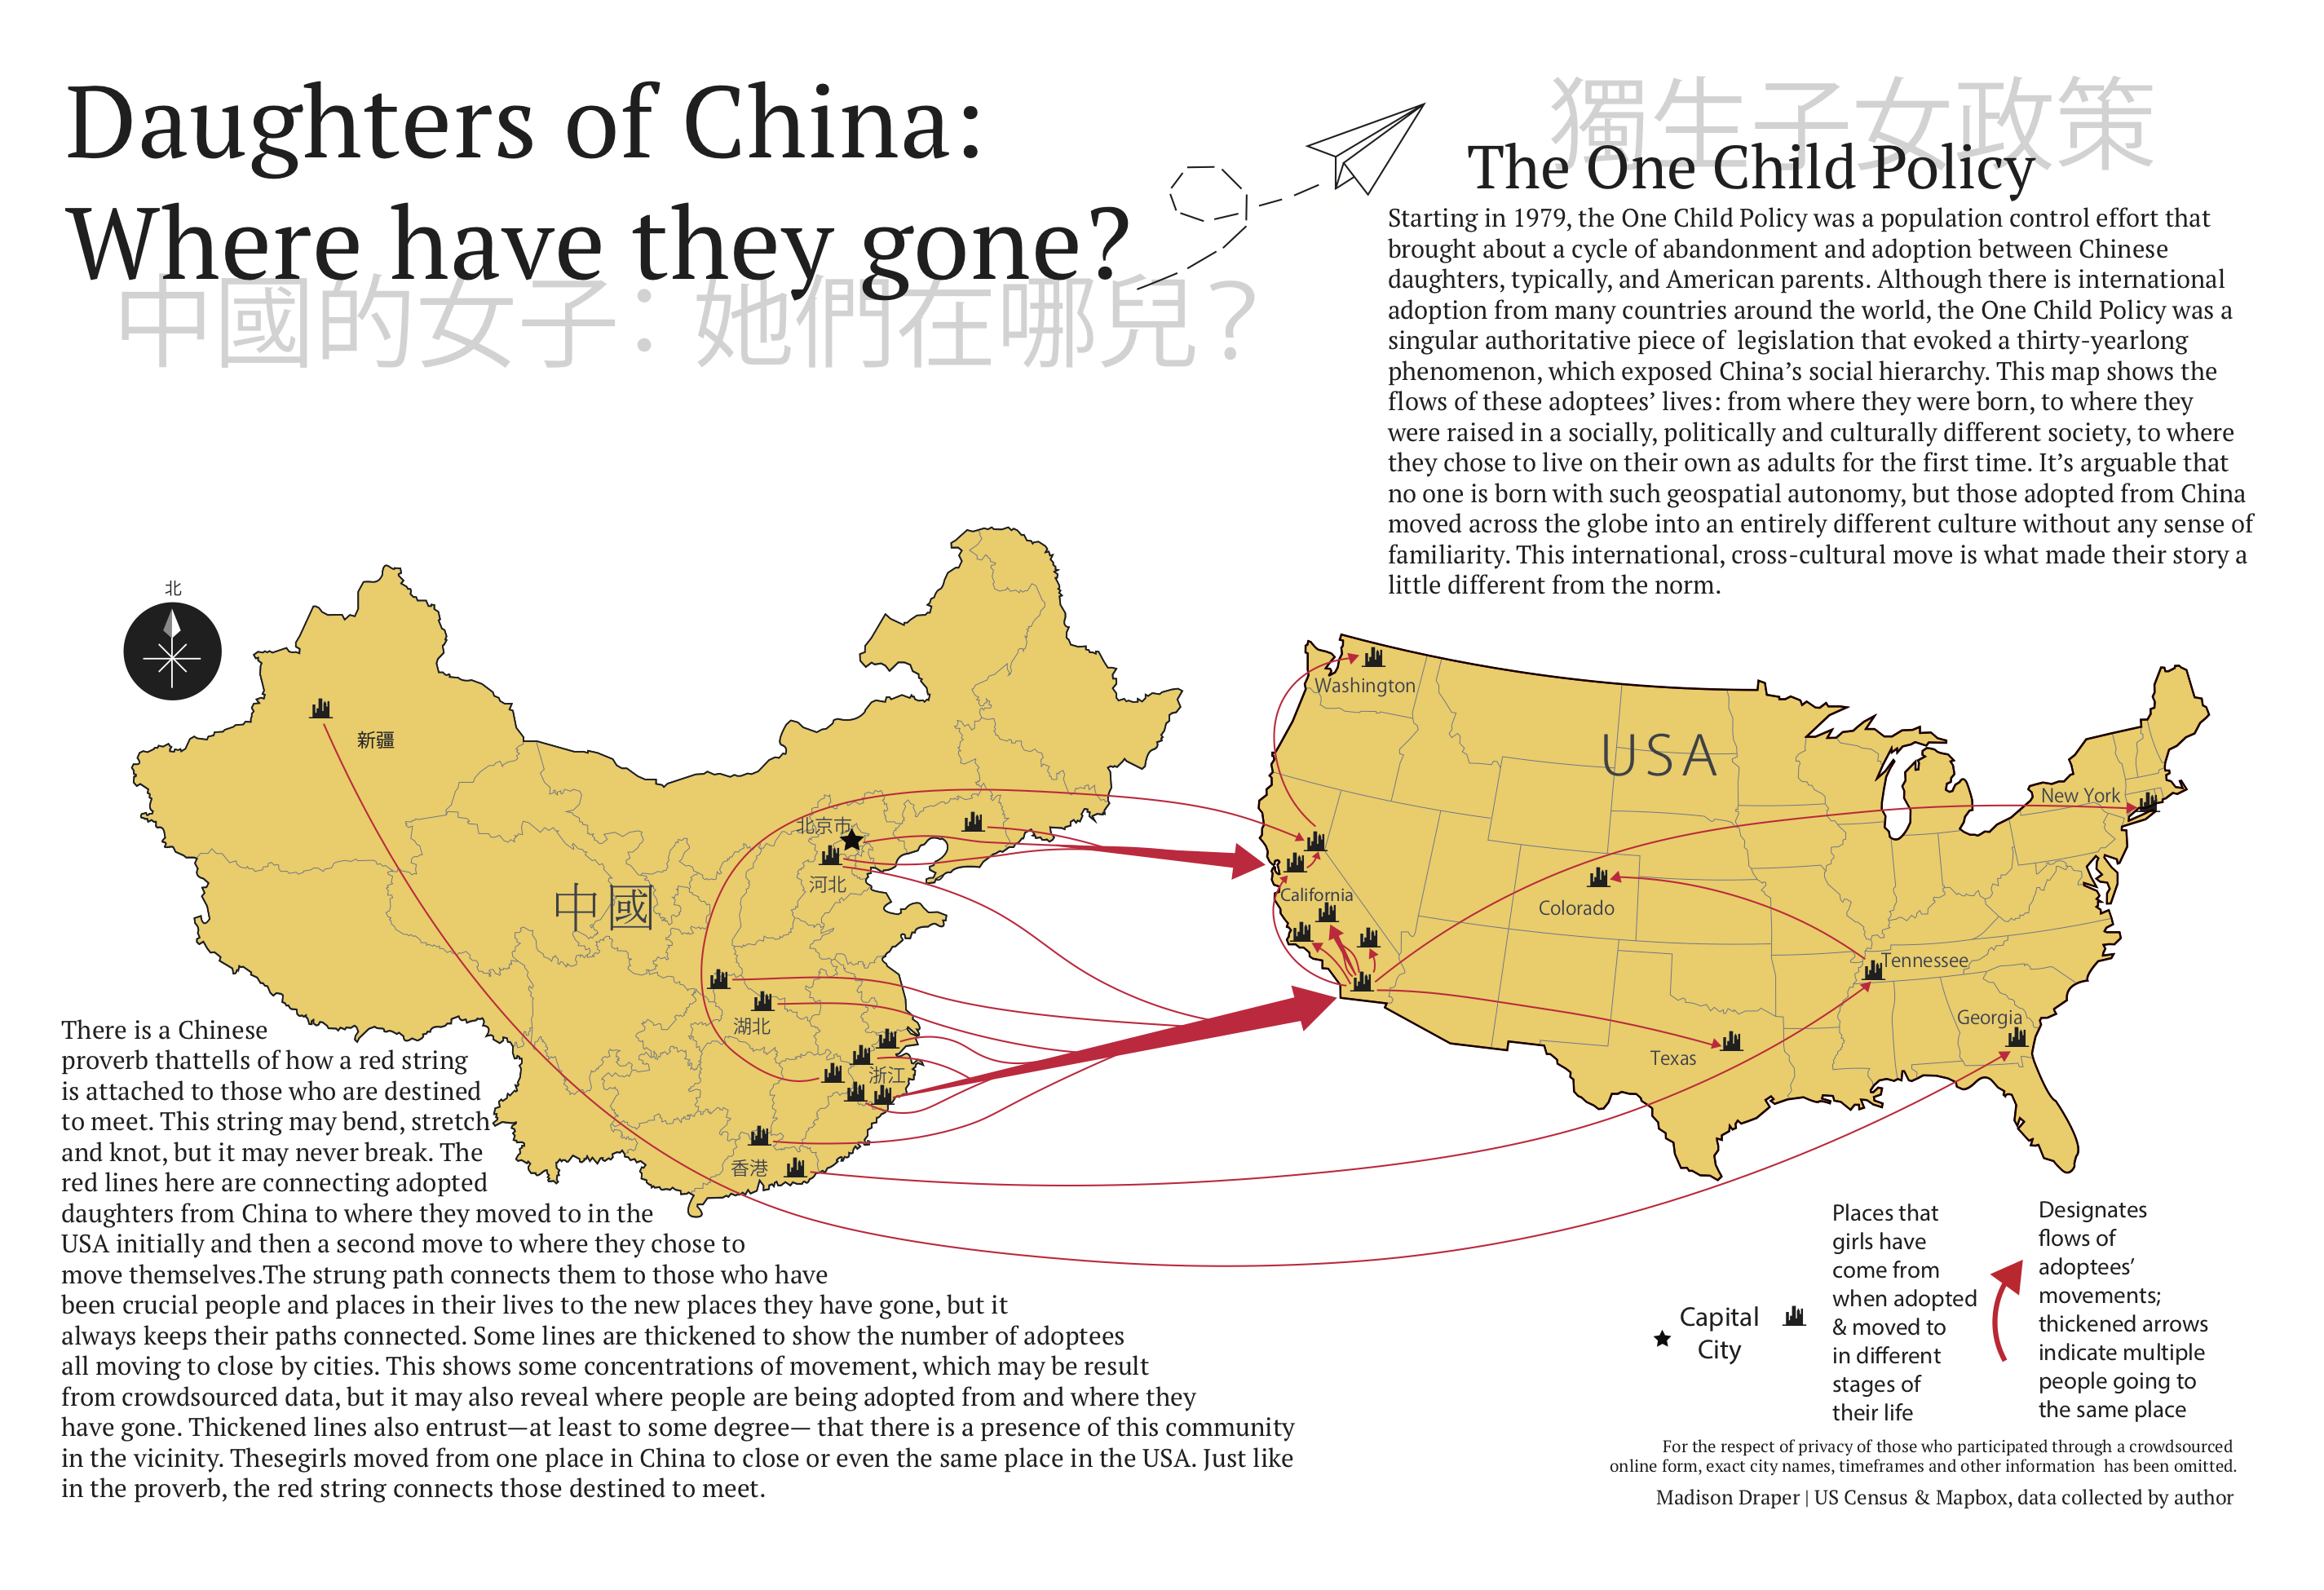 Daughters of China:
Where have they gone?
中國的女子：她們在哪兒？
獨生子女政策
The One Child Policy
Starting in 1979, the One Child Policy was a population control effort that
brought about a cycle of abandonment and adoption between Chinese
daughters, typically, and American parents. Although there is international
adoption from many countries around the world, the One Child Policy was a
singular authoritative piece of  legislation that evoked a thirty-yearlong
phenomenon, which exposed China’s social hierarchy. This map shows the
flows of these adoptees’ lives: from where they were born, to where they
were raised in a socially, politically and culturally different society, to where
they chose to live on their own as adults for the first time. It’s arguable that
no one is born with such geospatial autonomy, but those adopted from China
moved across the globe into an entirely different culture without any sense of
familiarity. This international, cross-cultural move is what made their story a
little different from the norm.
北
新疆
中國
北京市
河北
湖北
浙江
香港
Washington
USA
New York
California
Colorado
Tennessee
Georgia
Texas
There is a Chinese
proverb thattells of how a red string
is attached to those who are destined
to meet. This string may bend, stretch
and knot, but it may never break. The
red lines here are connecting adopted
daughters from China to where they moved to in the
USA initially and then a second move to where they chose to
move themselves.The strung path connects them to those who have
been crucial people and places in their lives to the new places they have gone, but it
always keeps their paths connected. Some lines are thickened to show the number of adoptees
all moving to close by cities. This shows some concentrations of movement, which may be result
from crowdsourced data, but it may also reveal where people are being adopted from and where they
have gone. Thickened lines also entrust—at least to some degree— that there is a presence of this community
in the vicinity. Thesegirls moved from one place in China to close or even the same place in the USA. Just like
in the proverb, the red string connects those destined to meet.
Capital
City
Places that
girls have
come from
when adopted
& moved to
in different
stages of
their life
Designates
flows of
adoptees’
movements;
thickened arrows
indicate multiple
people going to
the same place
For the respect of privacy of those who participated through a crowdsourced
online form, exact city names, timeframes and other information  has been omitted.
Madison Draper | US Census & Mapbox, data collected by author